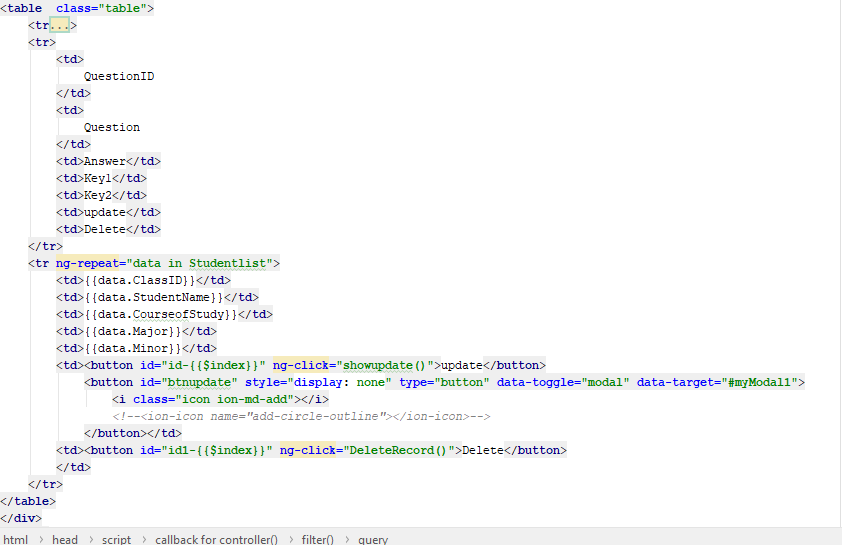 <table  class="table">
<tr...>
<tr>
<td>
QuestionID
</td>
<td>
Question
</td>
<td>Answer</td>
<td>Key1</td>
<td>Key2</td>
<td>update</td>
<td>Delete</td>
</tr>
<tr ng-repeat="data in Studentlist">
<td>{{data.ClassID}}</td>
<td>{{data.StudentName}}</td>
<td>{{data.CourseofStudy}}</td>
<td>{{data.Major}}</td>
<td>{{data.Minor}}</td>
<td><button id="id-{{$index}}" ng-click="showupdate()">update</button>
<button id="btnupdate" style="display: none" type="button" data-toggle="modal" data-target="#myModal1">
<i class="icon ion-md-add"></i>
<!--<ion-icon name="add-circle-outline"></ion-icon>-->
</button></td>
<td><button id="id1-{{$index}}" ng-click="DeleteRecord()">Delete</button>
</td>
</tr>
</table>
</div>
html › head › script › callback for controller() › filter() › query